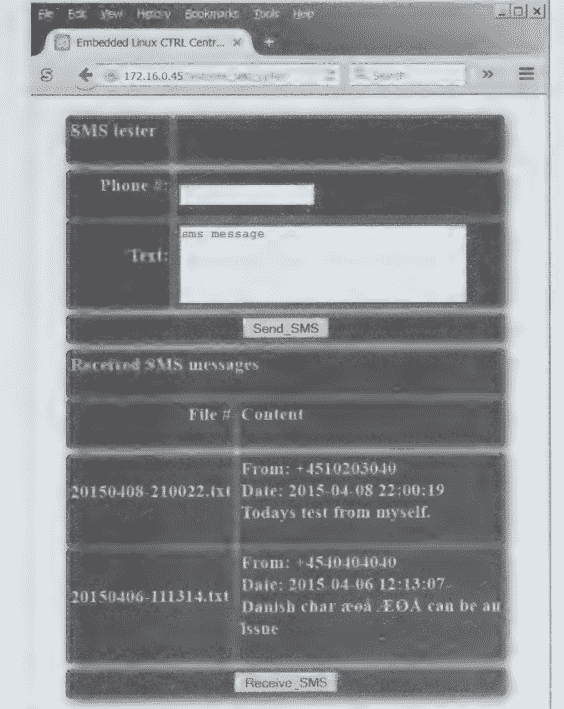 File Edit View History Bookmarks Tools Help
Embedded Linux CTRL Centr... × +
172.16.0.45 Search »
SMS tester
Phone #:
sms message
Text:
Send_SMS
Received SMS messages
File # Content
From: +4510203040
20150408-210022.txt Date: 2015-04-08 22:00:19
Todays test from myself.
From: +4540404040
Date: 2015-04-06 12:13:07
20150406-111314.txt Danish char æøå ÆØÅ can be an
issue
Receive_SMS